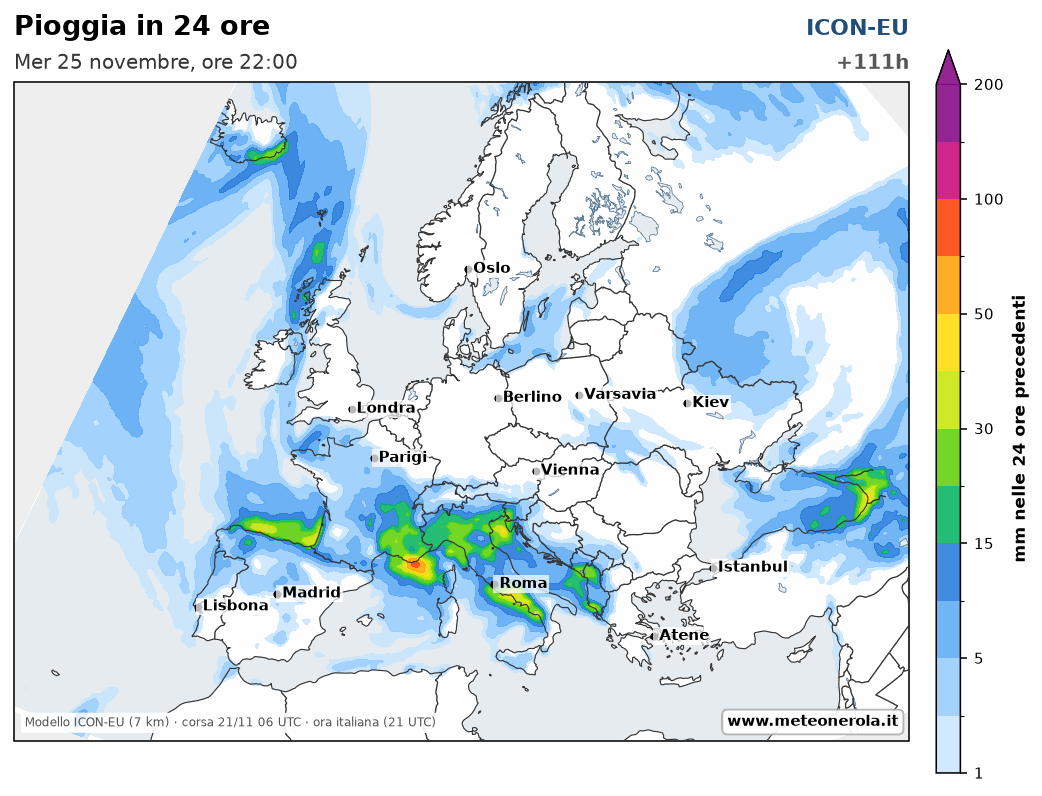 Pioggia in 24 ore
ICON-EU
Mer 25 novembre, ore 22:00
+111h
200
100
50
30
15
5
1
mm nelle 24 ore precedenti
Oslo
Berlino
Varsavia
Kiev
Londra
Parigi
Vienna
Istanbul
Roma
Madrid
Lisbona
Atene
Modello ICON-EU (7 km) · corsa 21/11 06 UTC · ora italiana (21 UTC)
www.meteonerola.it